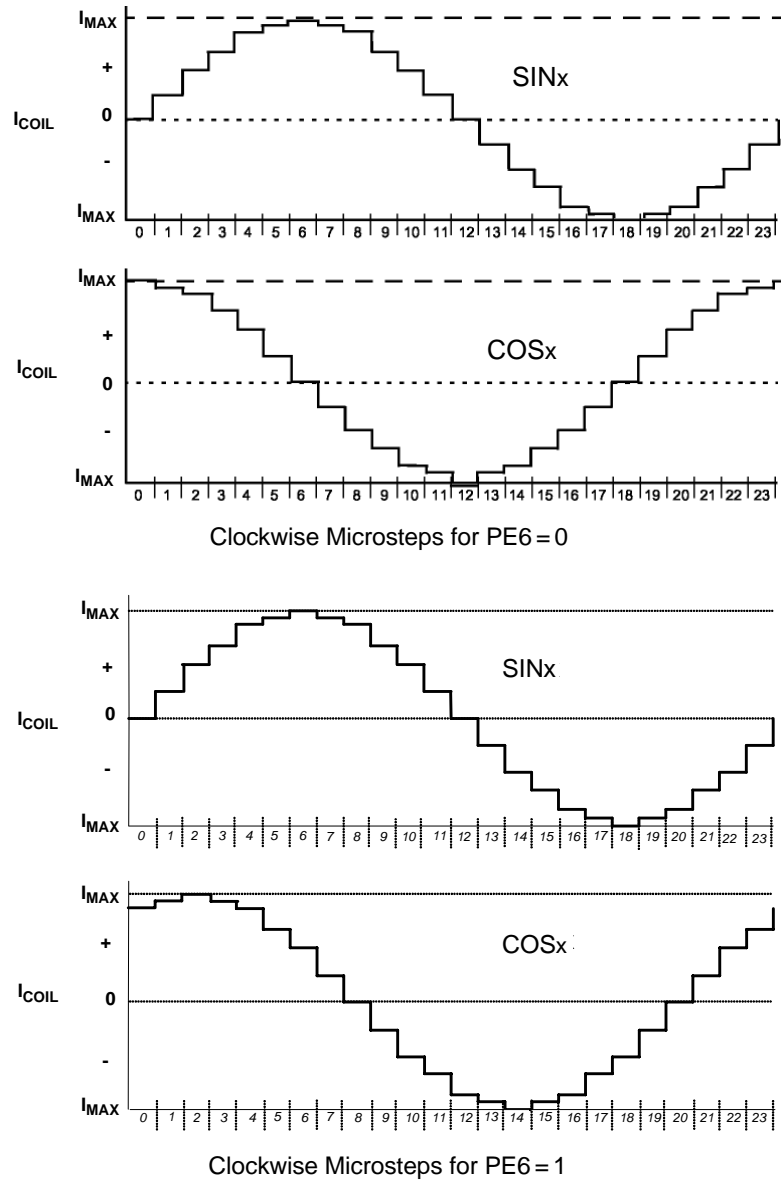 IMAX
+
SINx
ICOIL
0
-
IMAX
0 1 2 3 4 5 6 7 8 9 10 11 12 13 14 15 16 17 18 19 20 21 22 23
IMAX
+
COSx
ICOIL
0
-
IMAX
0 1 2 3 4 5 6 7 8 9 10 11 12 13 14 15 16 17 18 19 20 21 22 23
Clockwise Microsteps for PE6 = 0
IMAX
+
SINx
ICOIL
0
-
IMAX
0 1 2 3 4 5 6 7 8 9 10 11 12 13 14 15 16 17 18 19 20 21 22 23
IMAX
+
COSx
ICOIL
0
-
IMAX
0 1 2 3 4 5 6 7 8 9 10 11 12 13 14 15 16 17 18 19 20 21 22 23
Clockwise Microsteps for PE6 = 1